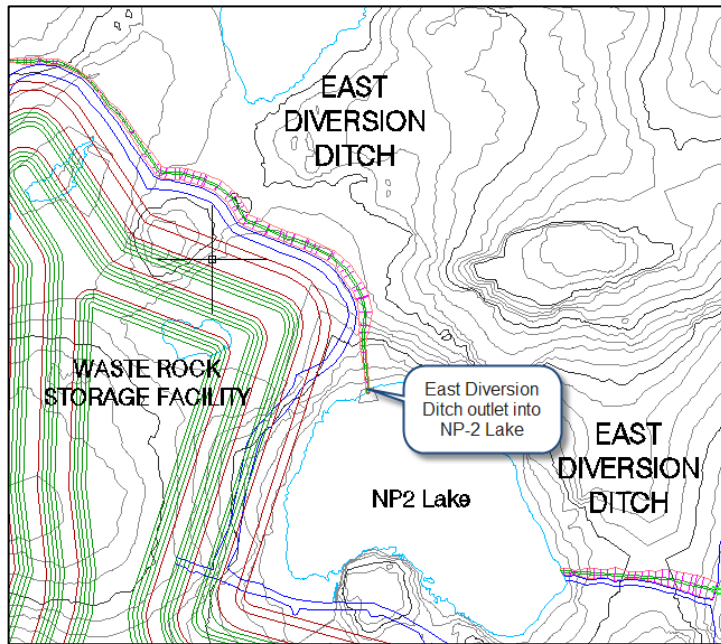 EAST
DIVERSION
DITCH
WASTE ROCK
STORAGE FACILITY
East Diversion
Ditch outlet into
NP-2 Lake
EAST
DIVERSION
DITCH
NP2 Lake